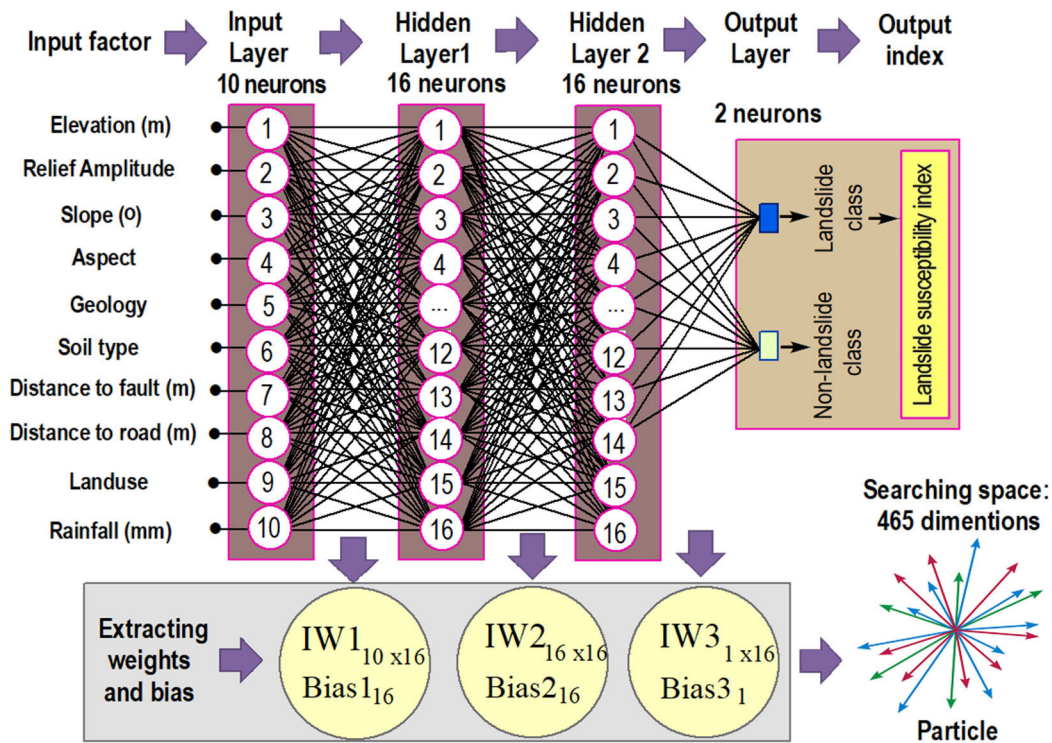 Input factor
Input
Layer
10 neurons
Hidden
Layer1
16 neurons
Hidden
Layer 2
16 neurons
Output
Layer
Output
index
2 neurons
Elevation (m)
Relief Amplitude
Slope (o)
Aspect
Geology
Soil type
Distance to fault (m)
Distance to road (m)
Landuse
Rainfall (mm)
1
2
3
4
5
6
7
8
9
10
1
2
3
4
...
12
13
14
15
16
1
2
3
4
...
12
13
14
15
16
Landslide
class
Non-landslide
class
Landslide susceptibility index
Searching space:
465 dimentions
Particle
Extracting
weights
and bias
IW1 10 x16
Bias1 16
IW2 16 x16
Bias2 16
IW3 1 x16
Bias3 1